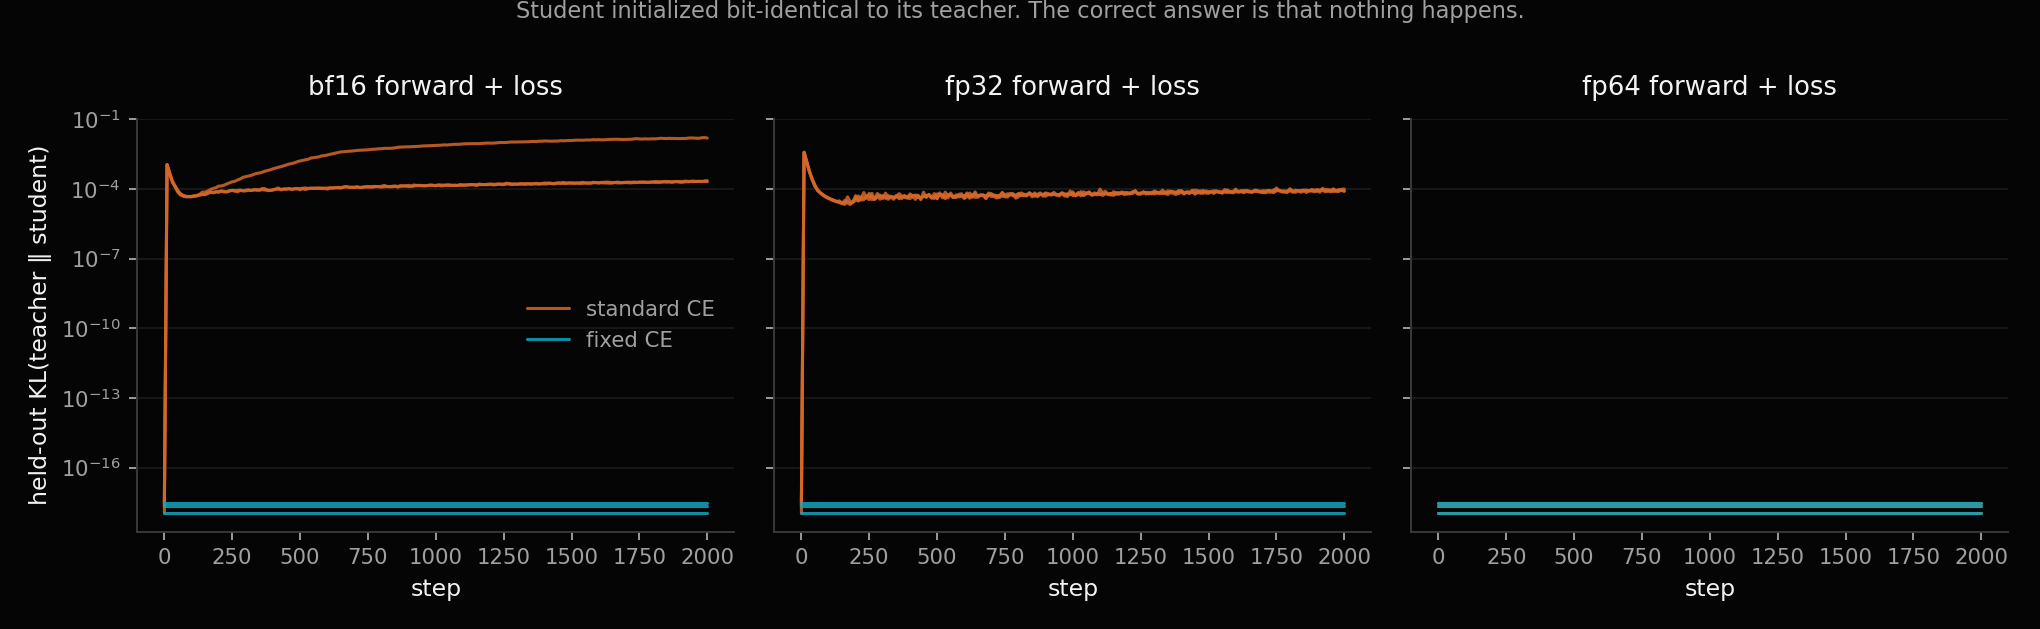 Student initialized bit-identical to its teacher. The correct answer is that nothing happens.
bf16 forward + loss
fp32 forward + loss
fp64 forward + loss
held-out KL(teacher ∥ student)
10⁻¹
10⁻⁴
10⁻⁷
10⁻¹⁰
10⁻¹³
10⁻¹⁶
standard CE
fixed CE
0 250 500 750 1000 1250 1500 1750 2000
0 250 500 750 1000 1250 1500 1750 2000
0 250 500 750 1000 1250 1500 1750 2000
step
step
step